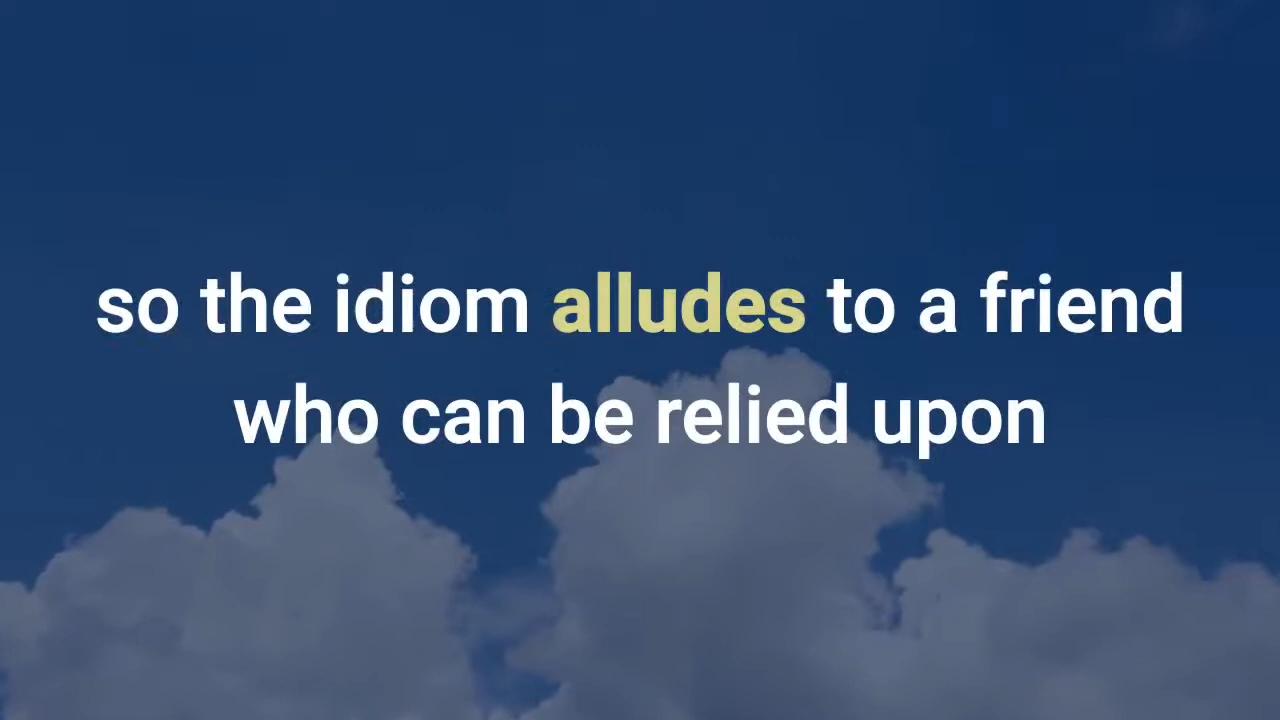 so the idiom alludes to a friend
who can be relied upon